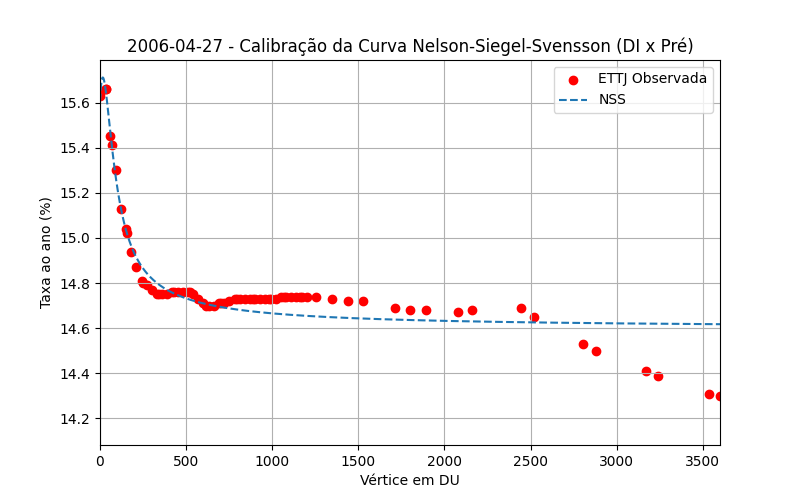 2006-04-27 - Calibração da Curva Nelson-Siegel-Svensson (DI x Pré)
ETTJ Observada
NSS
Taxa ao ano (%)
15.6
15.4
15.2
15.0
14.8
14.6
14.4
14.2
0 500 1000 1500 2000 2500 3000 3500
Vértice em DU